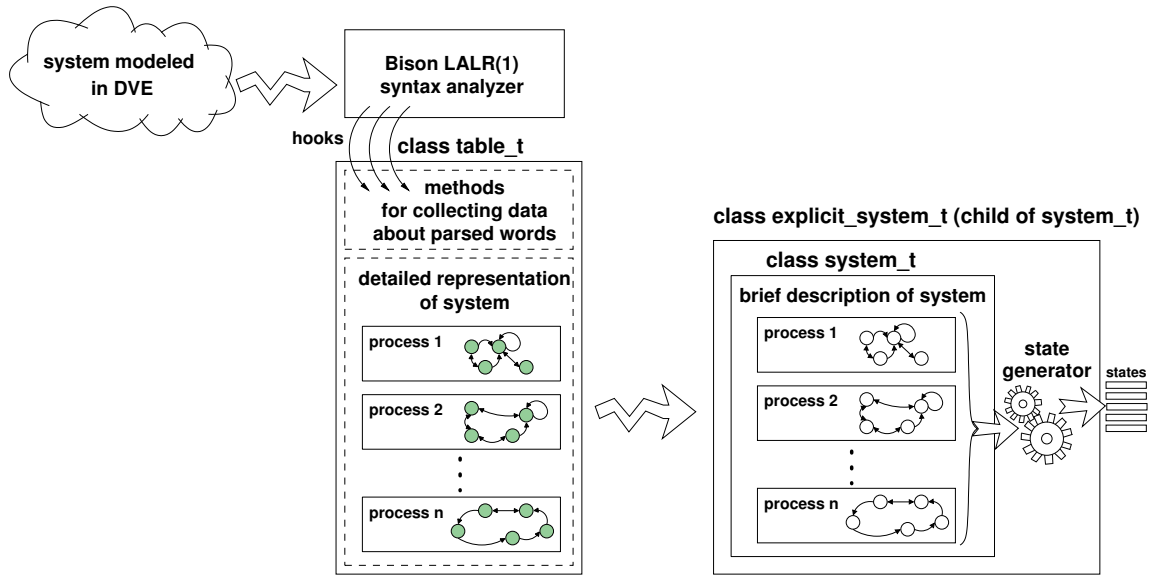 system modeled
in DVE
Bison LALR(1)
syntax analyzer
hooks
class table_t
methods
for collecting data
about parsed words
detailed representation
of system
process 1
process 2
process n
class explicit_system_t (child of system_t)
class system_t
brief description of system
process 1
process 2
process n
state
generator
states